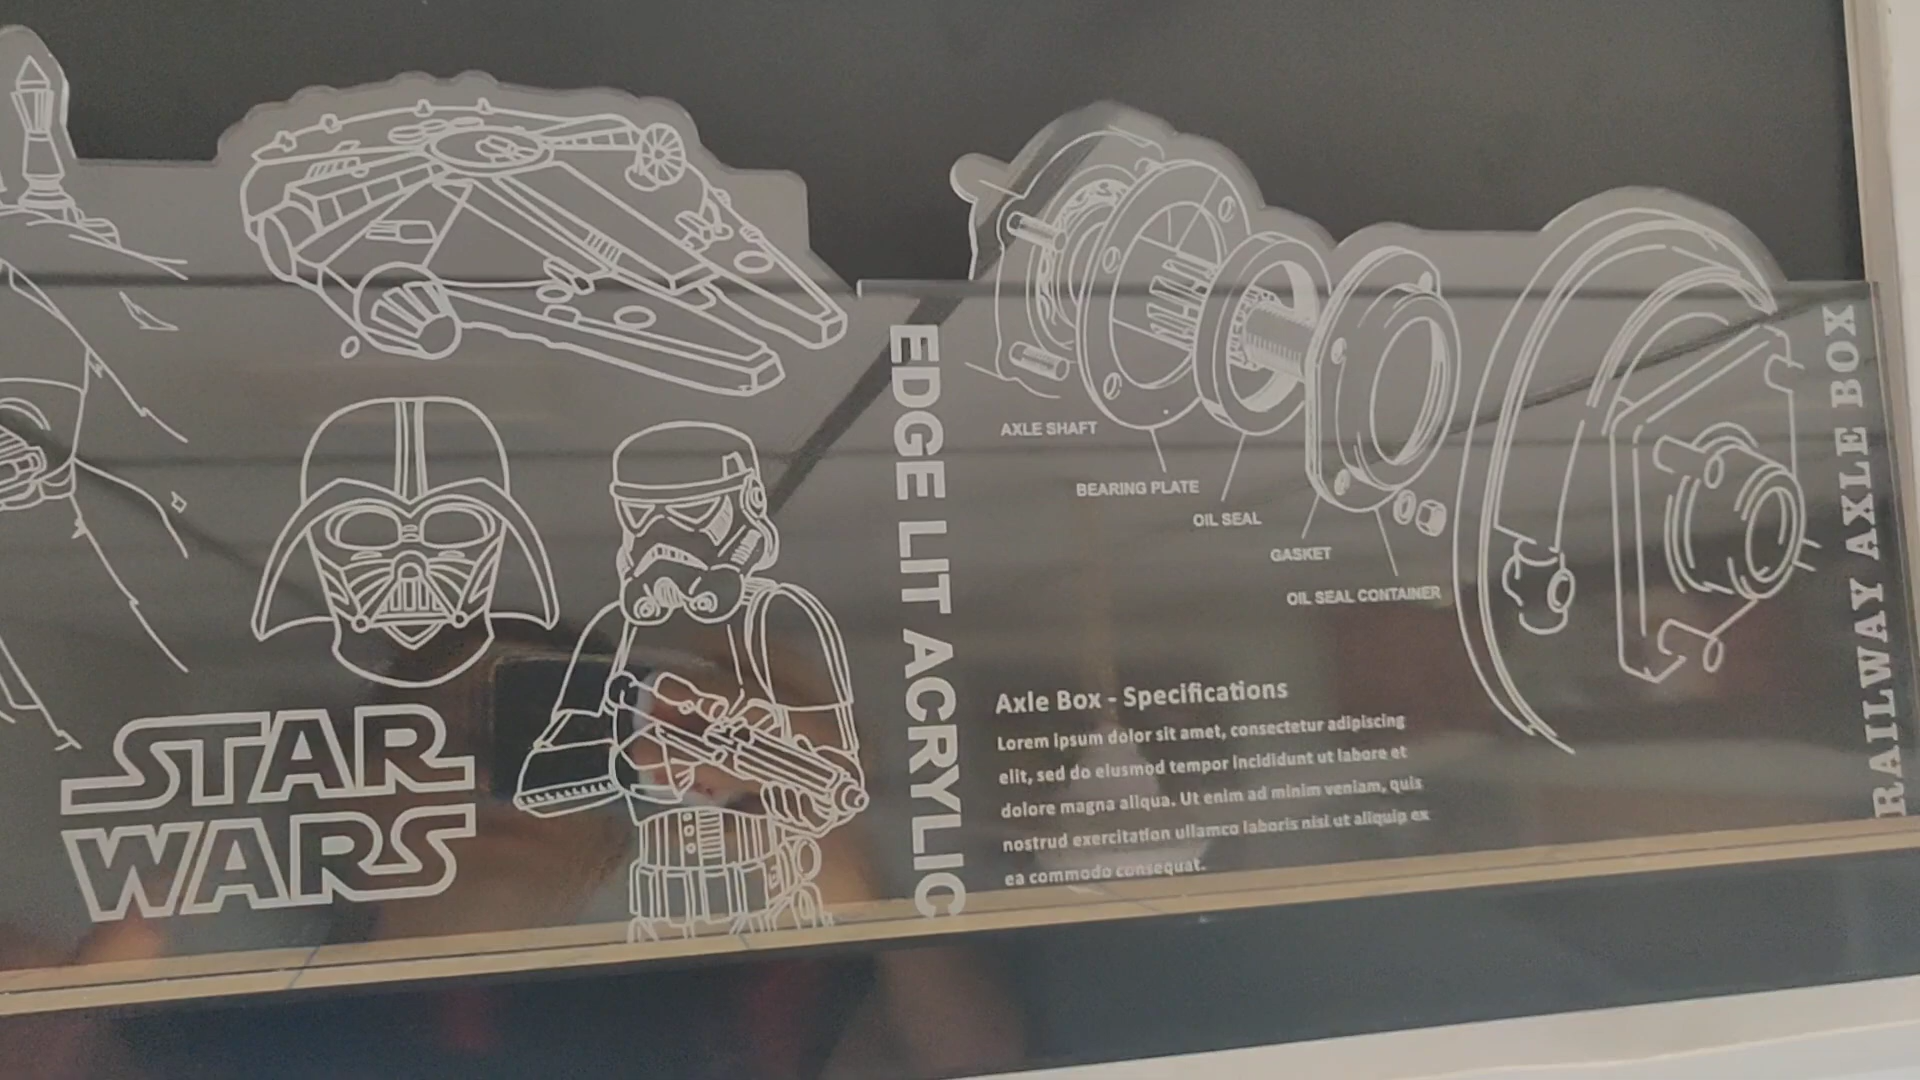 STAR
WARS
EDGE LIT ACRYLIC
AXLE SHAFT
BEARING PLATE
OIL SEAL
GASKET
OIL SEAL CONTAINER
Axle Box - Specifications
Lorem ipsum dolor sit amet, consectetur adipiscing
elit, sed do eiusmod tempor incididunt ut labore et
dolore magna aliqua. Ut enim ad minim veniam, quis
nostrud exercitation ullamco laboris nisi ut aliquip ex
ea commodo consequat.
RAILWAY AXLE BOX